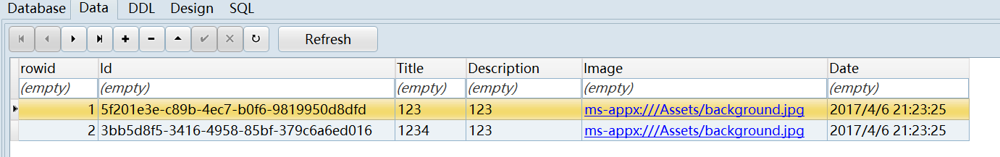 Database Data DDL Design SQL
Refresh
rowid Id Title Description Image Date
(empty) (empty) (empty) (empty) (empty) (empty)
1 5f201e3e-c89b-4ec7-b0f6-9819950d8dfd 123 123 ms-appx:///Assets/background.jpg 2017/4/6 21:23:25
2 3bb5d8f5-3416-4958-85bf-379c6a6ed016 1234 123 ms-appx:///Assets/background.jpg 2017/4/6 21:23:25